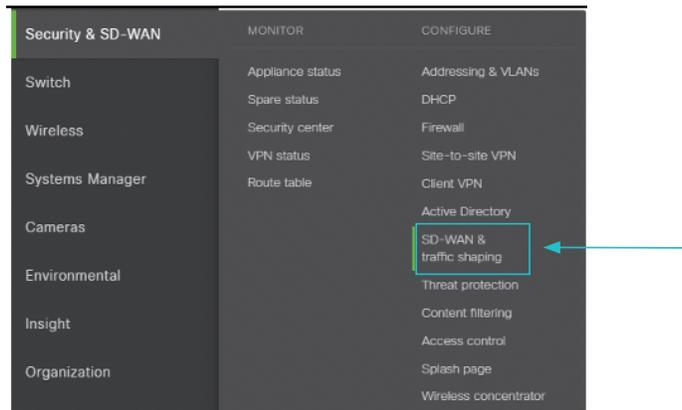 Security & SD-WAN
Switch
Wireless
Systems Manager
Cameras
Environmental
Insight
Organization
MONITOR
Appliance status
Spare status
Security center
VPN status
Route table
CONFIGURE
Addressing & VLANs
DHCP
Firewall
Site-to-site VPN
Client VPN
Active Directory
SD-WAN &
traffic shaping
Threat protection
Content filtering
Access control
Splash page
Wireless concentrator